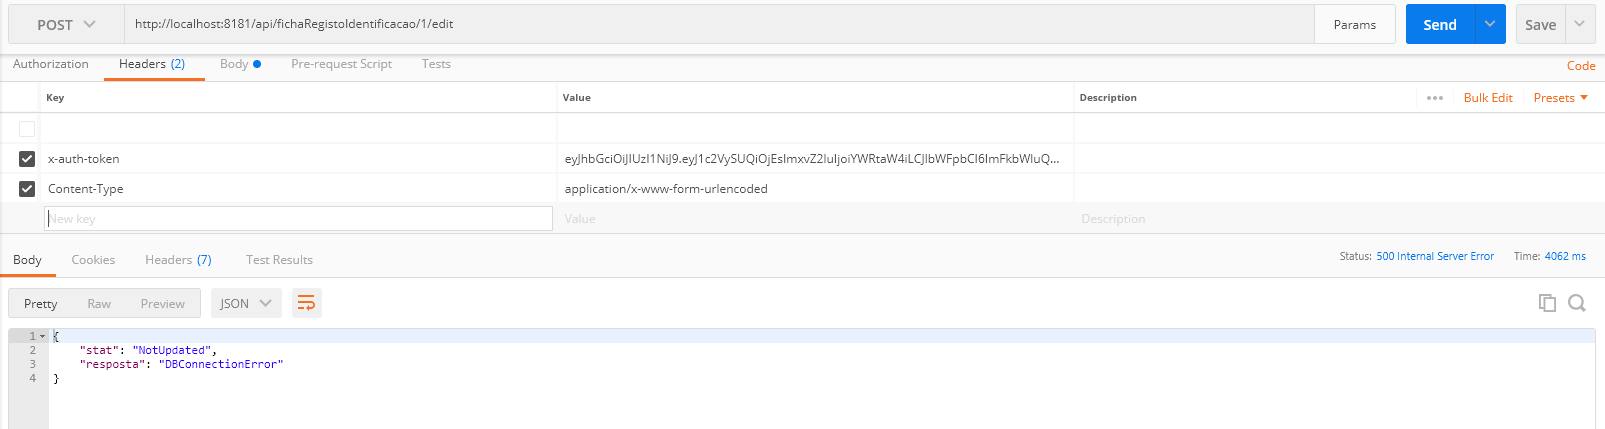 POST http://localhost:8181/api/fichaRegistoIdentificacao/1/edit Params Send Save
Authorization Headers (2) Body Pre-request Script Tests Code
Key Value Description ••• Bulk Edit Presets
x-auth-token
Content-Type application/x-www-form-urlencoded
New key Value Description
Body Cookies Headers (7) Test Results Status: 500 Internal Server Error Time: 4062 ms
Pretty Raw Preview JSON
1 {
2 "stat": "NotUpdated",
3 "resposta": "DBConnectionError"
4 }